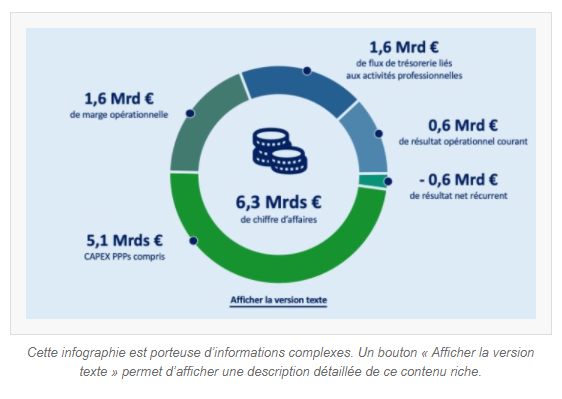 1,6 Mrd €
de flux de trésorerie liés
aux activités professionnelles
1,6 Mrd €
de marge opérationnelle
0,6 Mrd €
de résultat opérationnel courant
- 0,6 Mrd €
de résultat net récurrent
6,3 Mrds €
de chiffre d'affaires
5,1 Mrds €
CAPEX PPPs compris
Afficher la version texte
Cette infographie est porteuse d'informations complexes. Un bouton « Afficher la version
texte » permet d'afficher une description détaillée de ce contenu riche.